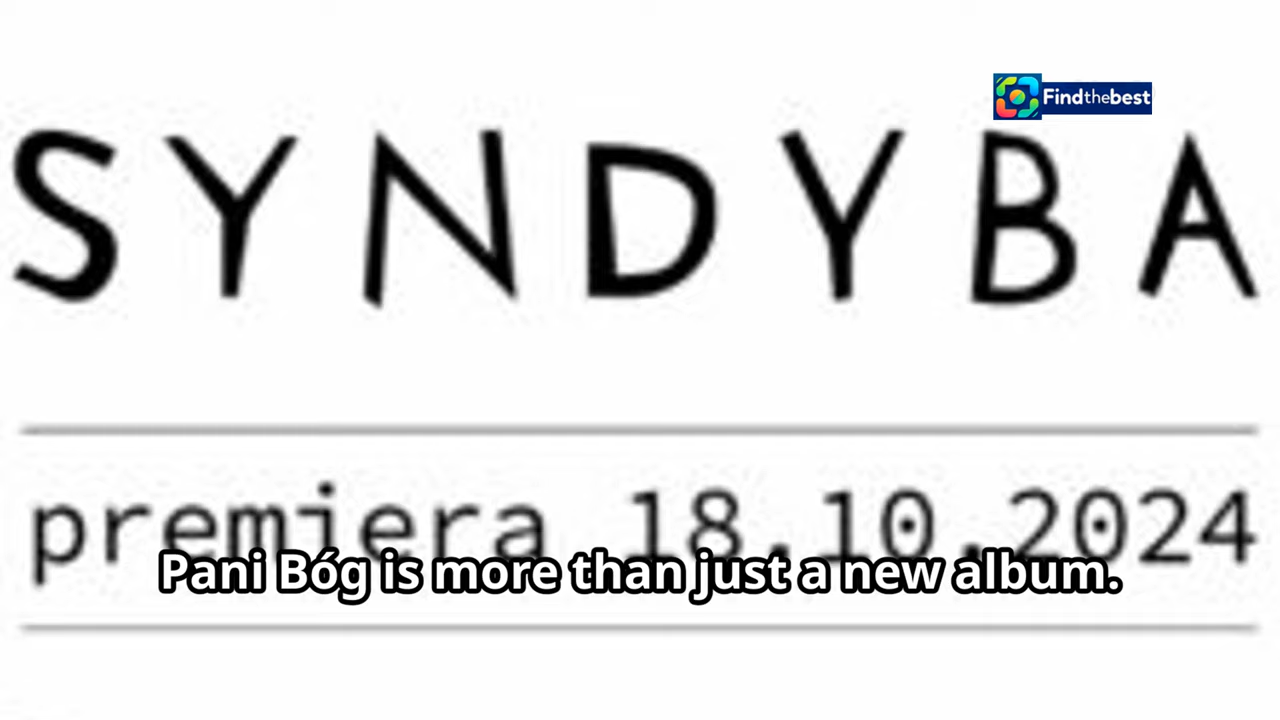 Findthebest
SYNDYBA
premiera 18.10.2024
Pani Bóg is more than just a new album.